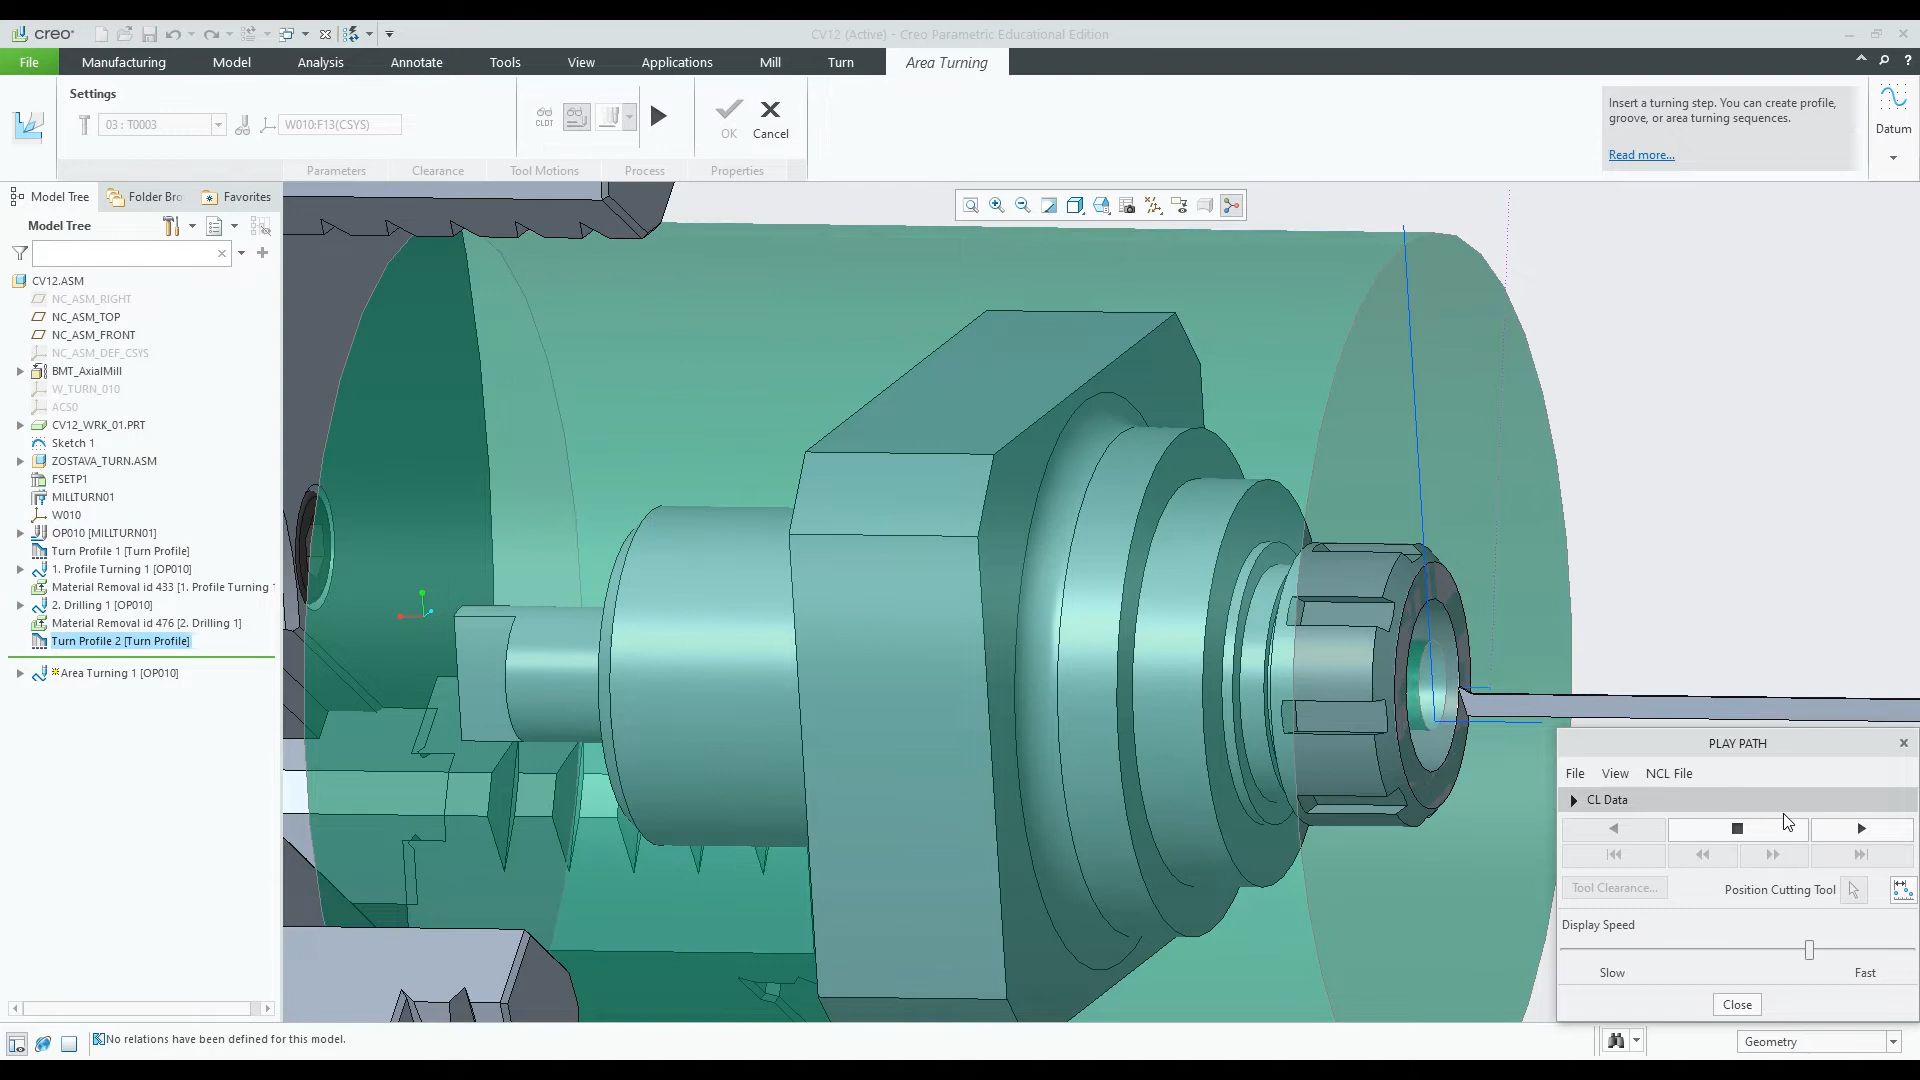 creo°
CV12 (Active) - Creo Parametric Educational Edition
File
Manufacturing
Model
Analysis
Annotate
Tools
View
Applications
Mill
Turn
Area Turning
Settings
03 : T0003
W010:F13(CSYS)
CLDT
OK
Cancel
Parameters
Clearance
Tool Motions
Process
Properties
Insert a turning step. You can create profile,
groove, or area turning sequences.
Read more...
Datum
Model Tree
Folder Bro
Favorites
Model Tree
CV12.ASM
NC_ASM_RIGHT
NC_ASM_TOP
NC_ASM_FRONT
NC_ASM_DEF_CSYS
BMT_AxialMill
W_TURN_010
ACS0
CV12_WRK_01.PRT
Sketch 1
ZOSTAVA_TURN.ASM
FSETP1
MILLTURN01
W010
OP010 [MILLTURN01]
Turn Profile 1 [Turn Profile]
1. Profile Turning 1 [OP010]
Material Removal id 433 [1. Profile Turning
2. Drilling 1 [OP010]
Material Removal id 476 [2. Drilling 1]
Turn Profile 2 [Turn Profile]
Area Turning 1 [OP010]
PLAY PATH
File
View
NCL File
CL Data
Tool Clearance...
Position Cutting Tool
Display Speed
Slow
Fast
Close
No relations have been defined for this model.
Geometry